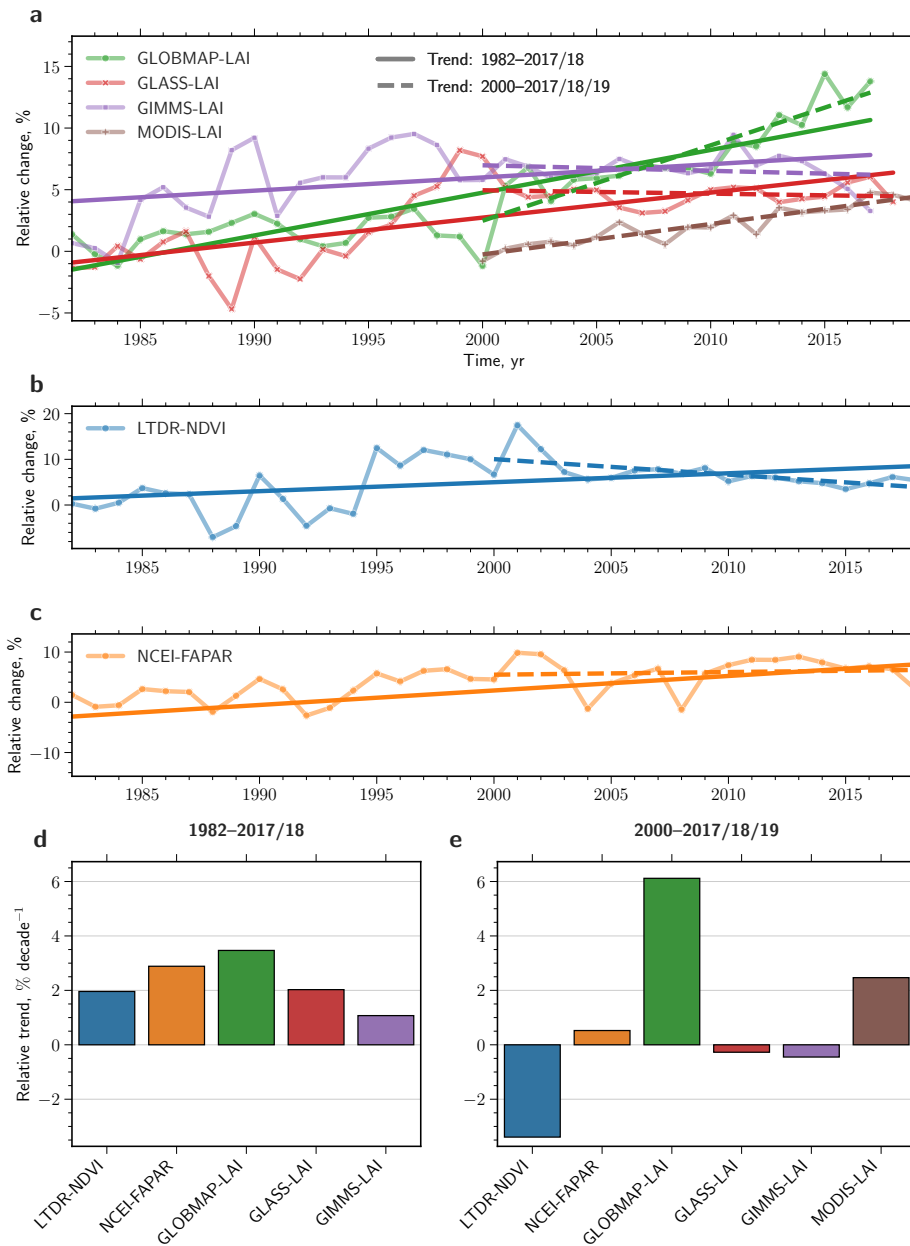 a
GLOBMAP-LAI
GLASS-LAI
GIMMS-LAI
MODIS-LAI
Trend: 1982–2017/18
Trend: 2000–2017/18/19
Relative change, %
15
10
5
0
−5
1985 1990 1995 2000 2005 2010 2015
Time, yr
b
LTDR-NDVI
Relative change, %
20
10
0
1985 1990 1995 2000 2005 2010 2015
c
NCEI-FAPAR
Relative change, %
10
0
−10
1985 1990 1995 2000 2005 2010 2015
d
1982–2017/18
Relative trend, % decade⁻¹
6
4
2
0
−2
LTDR-NDVI
NCEI-FAPAR
GLOBMAP-LAI
GLASS-LAI
GIMMS-LAI
e
2000–2017/18/19
6
4
2
0
−2
LTDR-NDVI
NCEI-FAPAR
GLOBMAP-LAI
GLASS-LAI
GIMMS-LAI
MODIS-LAI